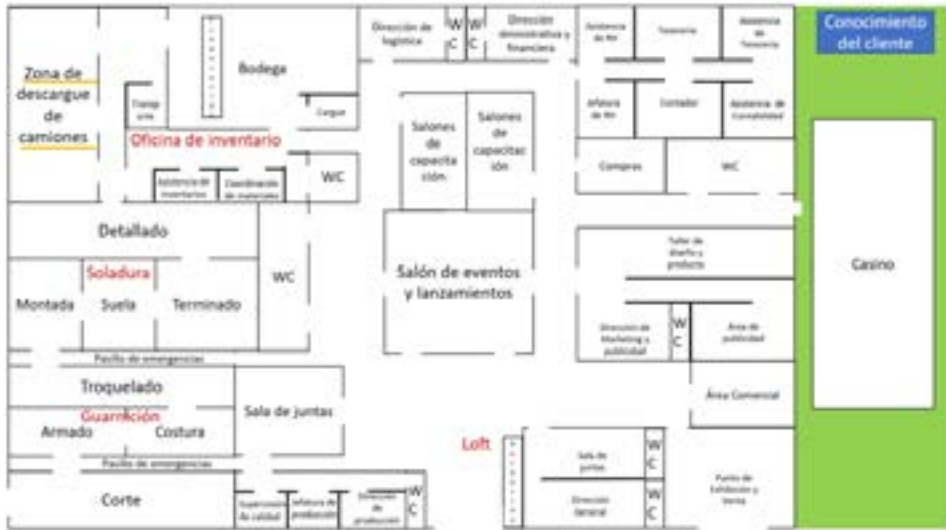 Zona de
descargue
de
camiones
Bodega
Cargue
Oficina de inventario
Asistencia de
inventarios
Coordinación
de materiales
WC
Dirección de
logística
W
C
W
C
Dirección
administrativa y
financiera
Asistencia
de RH
Tesorería
Asistencia
de
Tesorería
Jefatura
de RH
Contador
Asistencia de
Contabilidad
Compras
WC
Conocimiento
del cliente
Casino
Salones
de
capacita
ción
Salones
de
capacitac
ión
Salón de eventos
y lanzamientos
Detallado
Soladura
Montada
Suela
Terminado
WC
Pasillo de emergencias
Troquelado
Guarnición
Armado
Costura
Sala de juntas
Pasillo de emergencias
Corte
Supervisión
de calidad
Jefatura de
producción
Dirección
de
producción
W
C
Taller de
diseño y
producto
Dirección de
Marketing y
publicidad
W
C
Área de
publicidad
Área Comercial
Loft
Sala de
juntas
W
C
Dirección
General
W
C
Punto de
Exhibición y
Venta